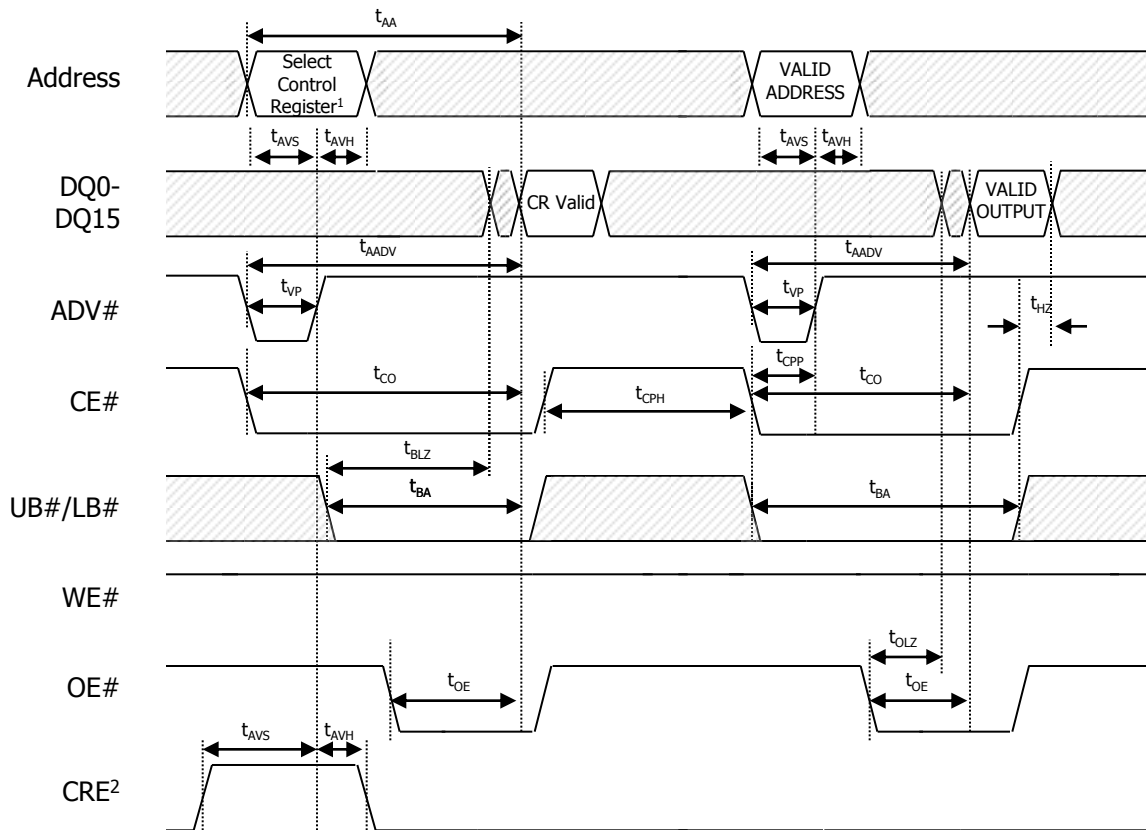 tAA
Address
Select
Control
Register1
VALID
ADDRESS
tAVS
tAVH
tAVS
tAVH
DQ0-
DQ15
CR Valid
VALID
OUTPUT
tAADV
tAADV
ADV#
tVP
tVP
tHZ
tCPP
CE#
tCO
tCPH
tCO
tBLZ
UB#/LB#
tBA
tBA
WE#
tOLZ
OE#
tOE
tOE
tAVS
tAVH
CRE2